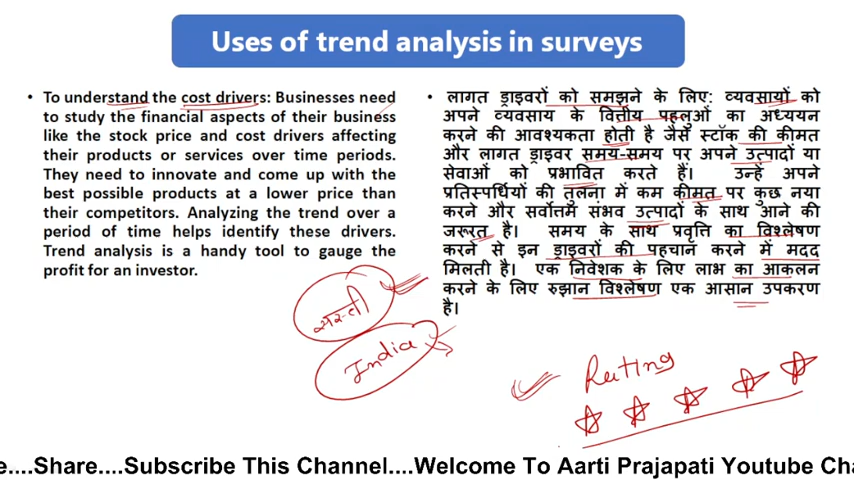 Uses of trend analysis in surveys
• To understand the cost drivers: Businesses need
to study the financial aspects of their business
like the stock price and cost drivers affecting
their products or services over time periods.
They need to innovate and come up with the
best possible products at a lower price than
their competitors. Analyzing the trend over a
period of time helps identify these drivers.
Trend analysis is a handy tool to gauge the
profit for an investor.
• लागत ड्राइवरों को समझने के लिए: व्यवसायों को
अपने व्यवसाय के वित्तीय पहलुओं का अध्ययन
करने की आवश्यकता होती है जैसे स्टॉक की कीमत
और लागत ड्राइवर समय-समय पर अपने उत्पादों या
सेवाओं को प्रभावित करते हैं। उन्हें अपने
प्रतिस्पर्धियों की तुलना में कम कीमत पर कुछ नया
करने और सर्वोत्तम संभव उत्पादों के साथ आने की
जरूरत है। समय के साथ प्रवृत्ति का विश्लेषण
करने से इन ड्राइवरों की पहचान करने में मदद
मिलती है। एक निवेशक के लिए लाभ का आकलन
करने के लिए रुझान विश्लेषण एक आसान उपकरण
है।
सस्ती
India
Rating
e....Share....Subscribe This Channel....Welcome To Aarti Prajapati Youtube Cha